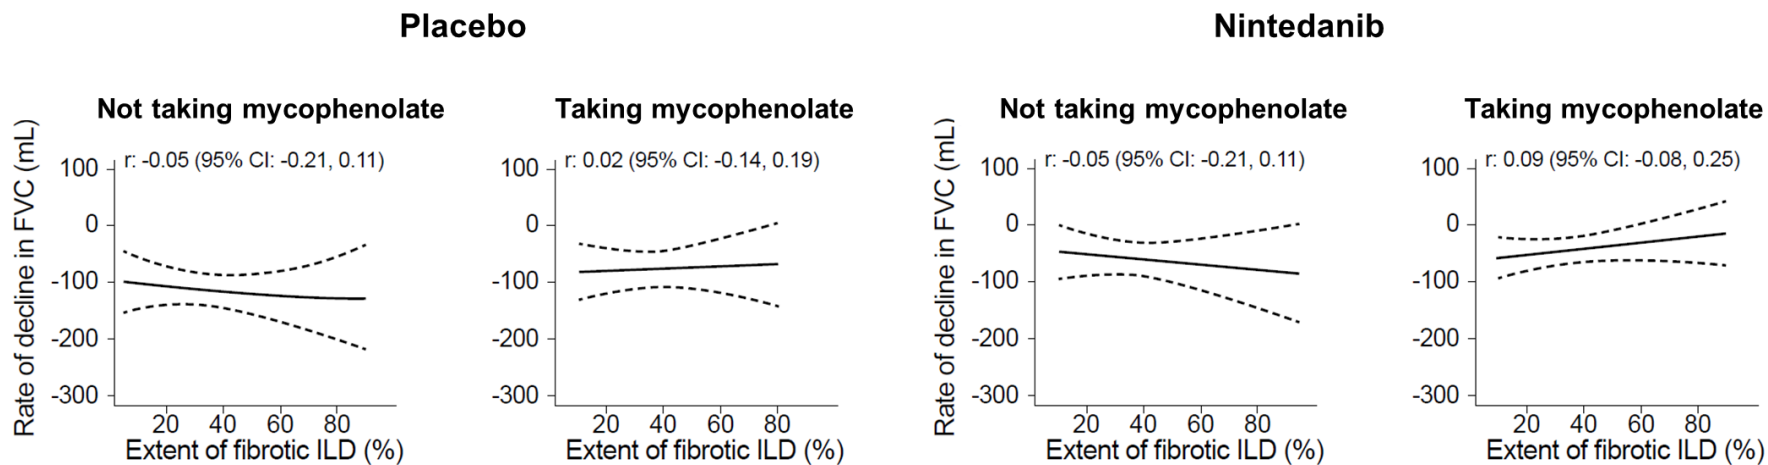 Placebo
Nintedanib
Not taking mycophenolate
Taking mycophenolate
Not taking mycophenolate
Taking mycophenolate
Rate of decline in FVC (mL)
r: -0.05 (95% CI: -0.21, 0.11)
100
0
-100
-200
-300
20 40 60 80
Extent of fibrotic ILD (%)
r: 0.02 (95% CI: -0.14, 0.19)
100
0
-100
-200
-300
20 40 60 80
Extent of fibrotic ILD (%)
Rate of decline in FVC (mL)
r: -0.05 (95% CI: -0.21, 0.11)
100
0
-100
-200
-300
20 40 60 80
Extent of fibrotic ILD (%)
r: 0.09 (95% CI: -0.08, 0.25)
100
0
-100
-200
-300
20 40 60 80
Extent of fibrotic ILD (%)